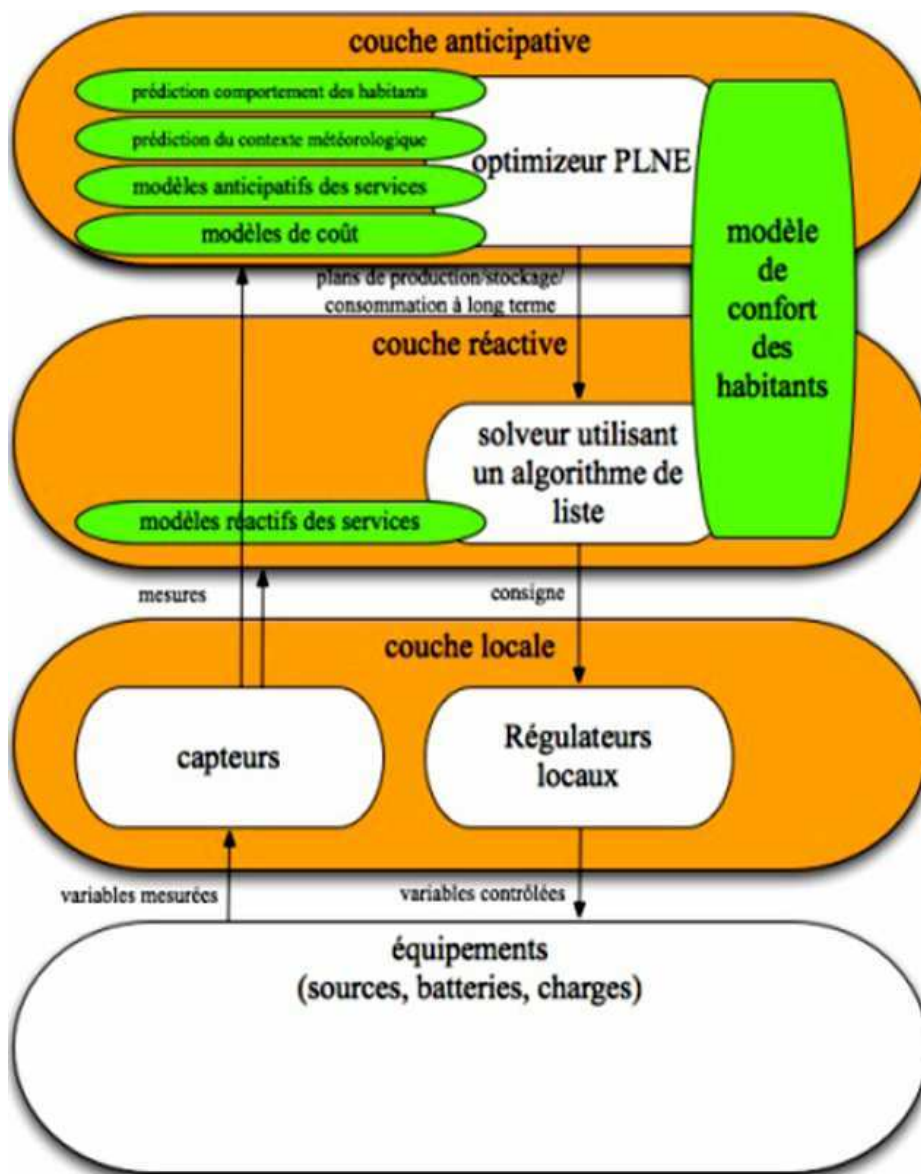 couche anticipative
prédiction comportement des habitants
prédiction du contexte météorologique
modèles anticipatifs des services
modèles de coût
optimizeur PLNE
modèle
de
confort
des
habitants
plans de production/stockage/
consommation à long terme
couche réactive
solveur utilisant
un algorithme de
liste
modèles réactifs des services
mesures
consigne
couche locale
capteurs
Régulateurs
locaux
variables mesurées
variables contrôlées
équipements
(sources, batteries, charges)